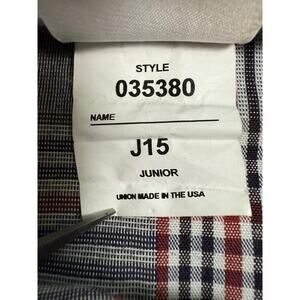 STYLE
035380
NAME
J15
JUNIOR
UNION MADE IN THE USA